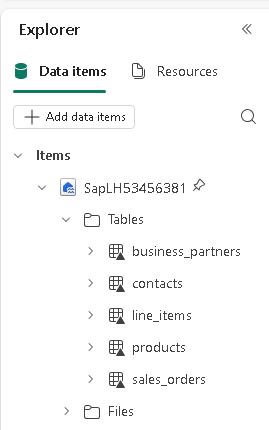 Explorer
Data items
Resources
Add data items
Items
SapLH53456381
Tables
business_partners
contacts
line_items
products
sales_orders
Files